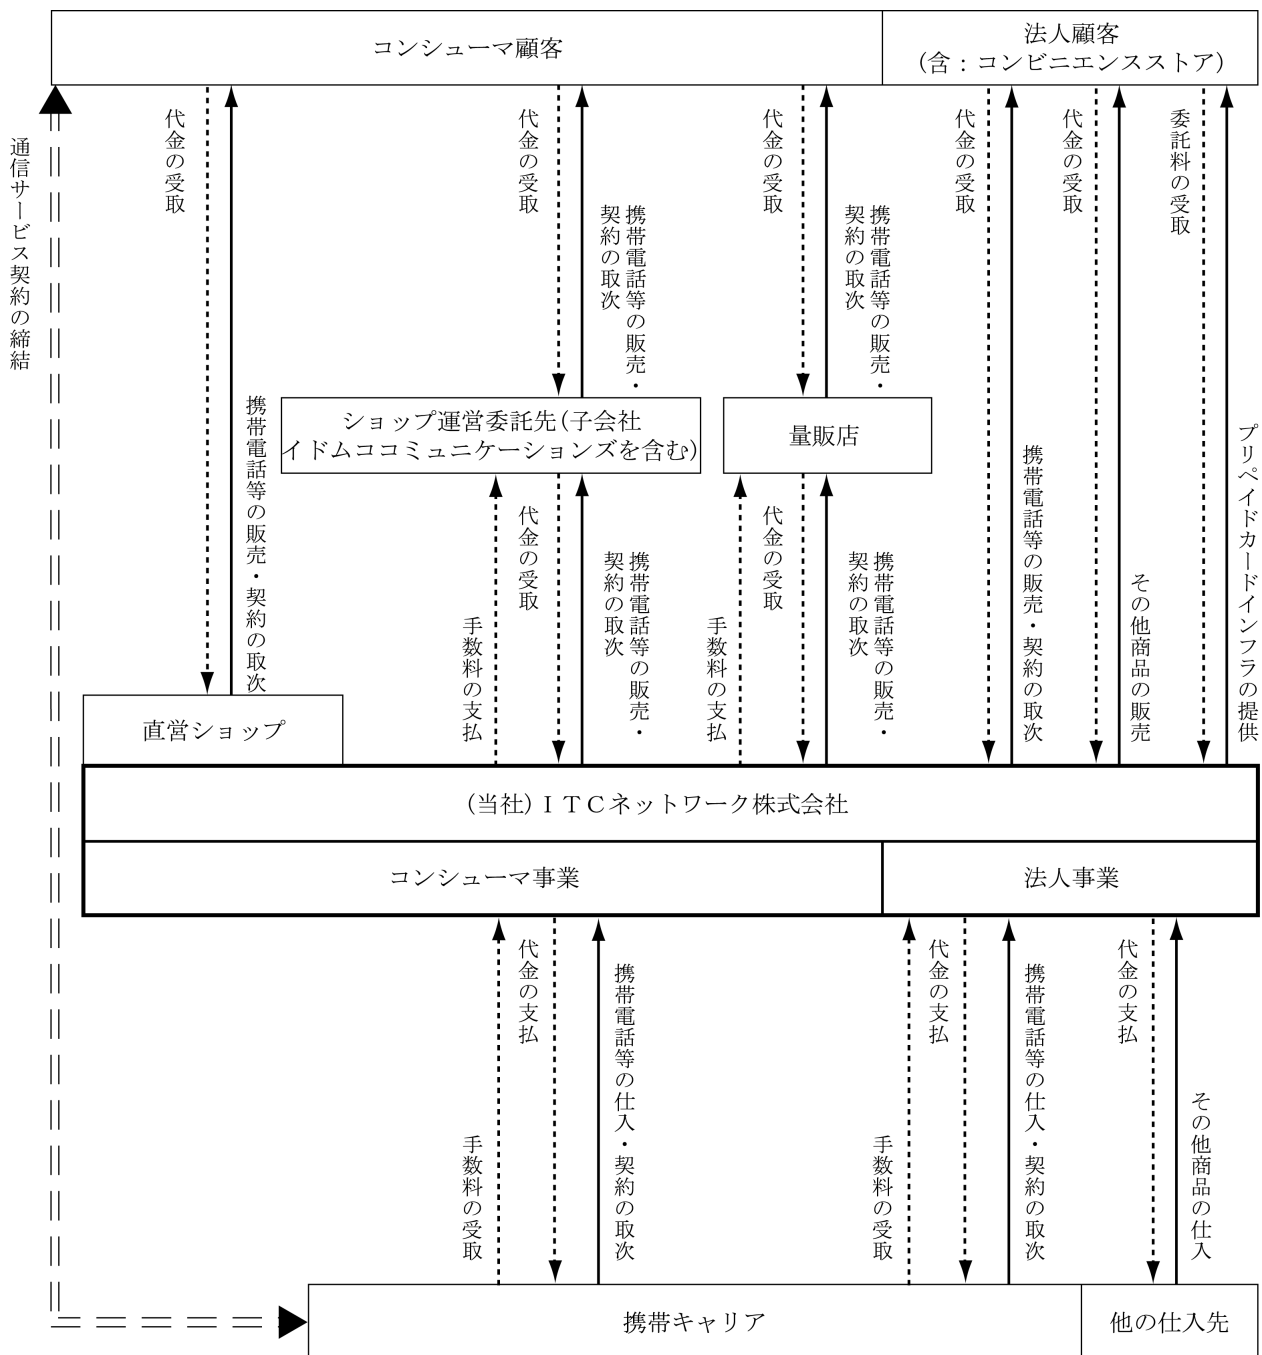 コンシューマ顧客
法人顧客
(含：コンビニエンスストア)
通信サービス契約の締結
代金の受取
携帯電話等の販売・契約の取次
代金の受取
携帯電話等の販売・
契約の取次
代金の受取
携帯電話等の販売・
契約の取次
代金の受取
携帯電話等の販売・契約の取次
代金の受取
その他商品の販売
委託料の受取
プリペイドカードインフラの提供
ショップ運営委託先(子会社
イドムココミュニケーションズを含む)
量販店
手数料の支払
代金の受取
携帯電話等の販売・
契約の取次
手数料の支払
代金の受取
携帯電話等の販売・
契約の取次
直営ショップ
(当社)ＩＴＣネットワーク株式会社
コンシューマ事業
法人事業
手数料の受取
代金の支払
携帯電話等の仕入・契約の取次
手数料の受取
代金の支払
携帯電話等の仕入・契約の取次
代金の支払
その他商品の仕入
携帯キャリア
他の仕入先